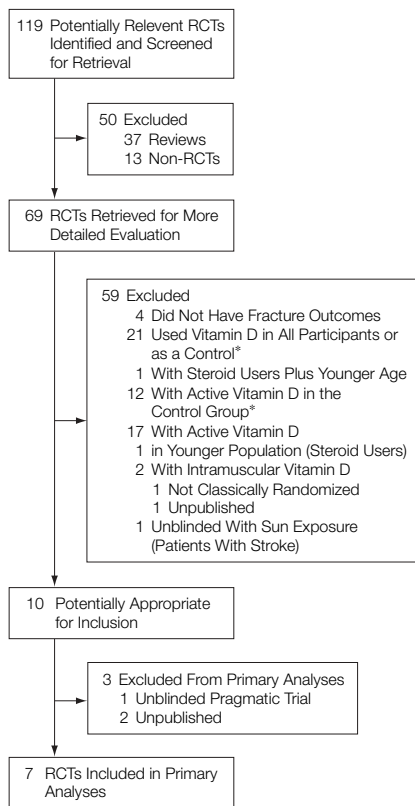 119 Potentially Relevent RCTs
Identified and Screened
for Retrieval
50 Excluded
37 Reviews
13 Non-RCTs
69 RCTs Retrieved for More
Detailed Evaluation
59 Excluded
4 Did Not Have Fracture Outcomes
21 Used Vitamin D in All Participants or
as a Control*
1 With Steroid Users Plus Younger Age
12 With Active Vitamin D in the
Control Group*
17 With Active Vitamin D
1 in Younger Population (Steroid Users)
2 With Intramuscular Vitamin D
1 Not Classically Randomized
1 Unpublished
1 Unblinded With Sun Exposure
(Patients With Stroke)
10 Potentially Appropriate
for Inclusion
3 Excluded From Primary Analyses
1 Unblinded Pragmatic Trial
2 Unpublished
7 RCTs Included in Primary
Analyses